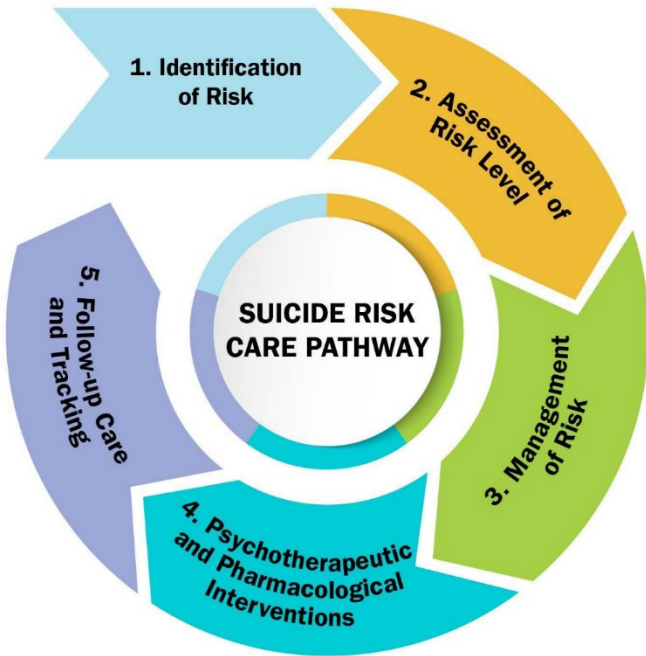 1. Identification
of Risk
2. Assessment of
Risk Level
3. Management
of Risk
4. Psychotherapeutic
and Pharmacological
Interventions
5. Follow-up Care
and Tracking
SUICIDE RISK
CARE PATHWAY